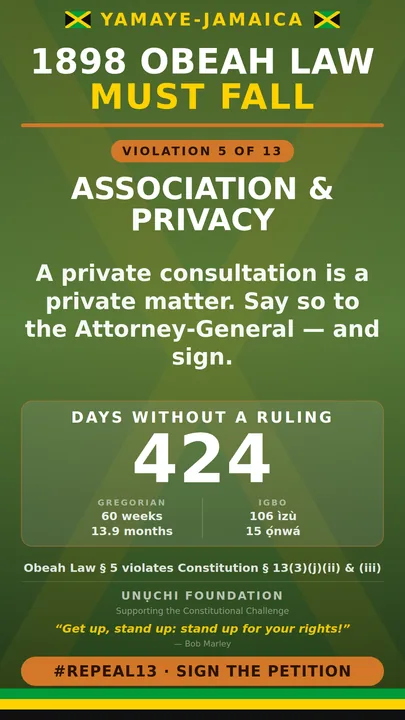 YAMAYE-JAMAICA
1898 OBEAH LAW
MUST FALL
VIOLATION 5 OF 13
ASSOCIATION &
PRIVACY
A private consultation is a
private matter. Say so to
the Attorney-General — and
sign.
DAYS WITHOUT A RULING
424
GREGORIAN
60 weeks
13.9 months
IGBO
106 ìzù
15 ọ́nwá
Obeah Law § 5 violates Constitution § 13(3)(j)(ii) & (iii)
UNỤCHI FOUNDATION
Supporting the Constitutional Challenge
“Get up, stand up: stand up for your rights!”
— Bob Marley
#REPEAL13 · SIGN THE PETITION